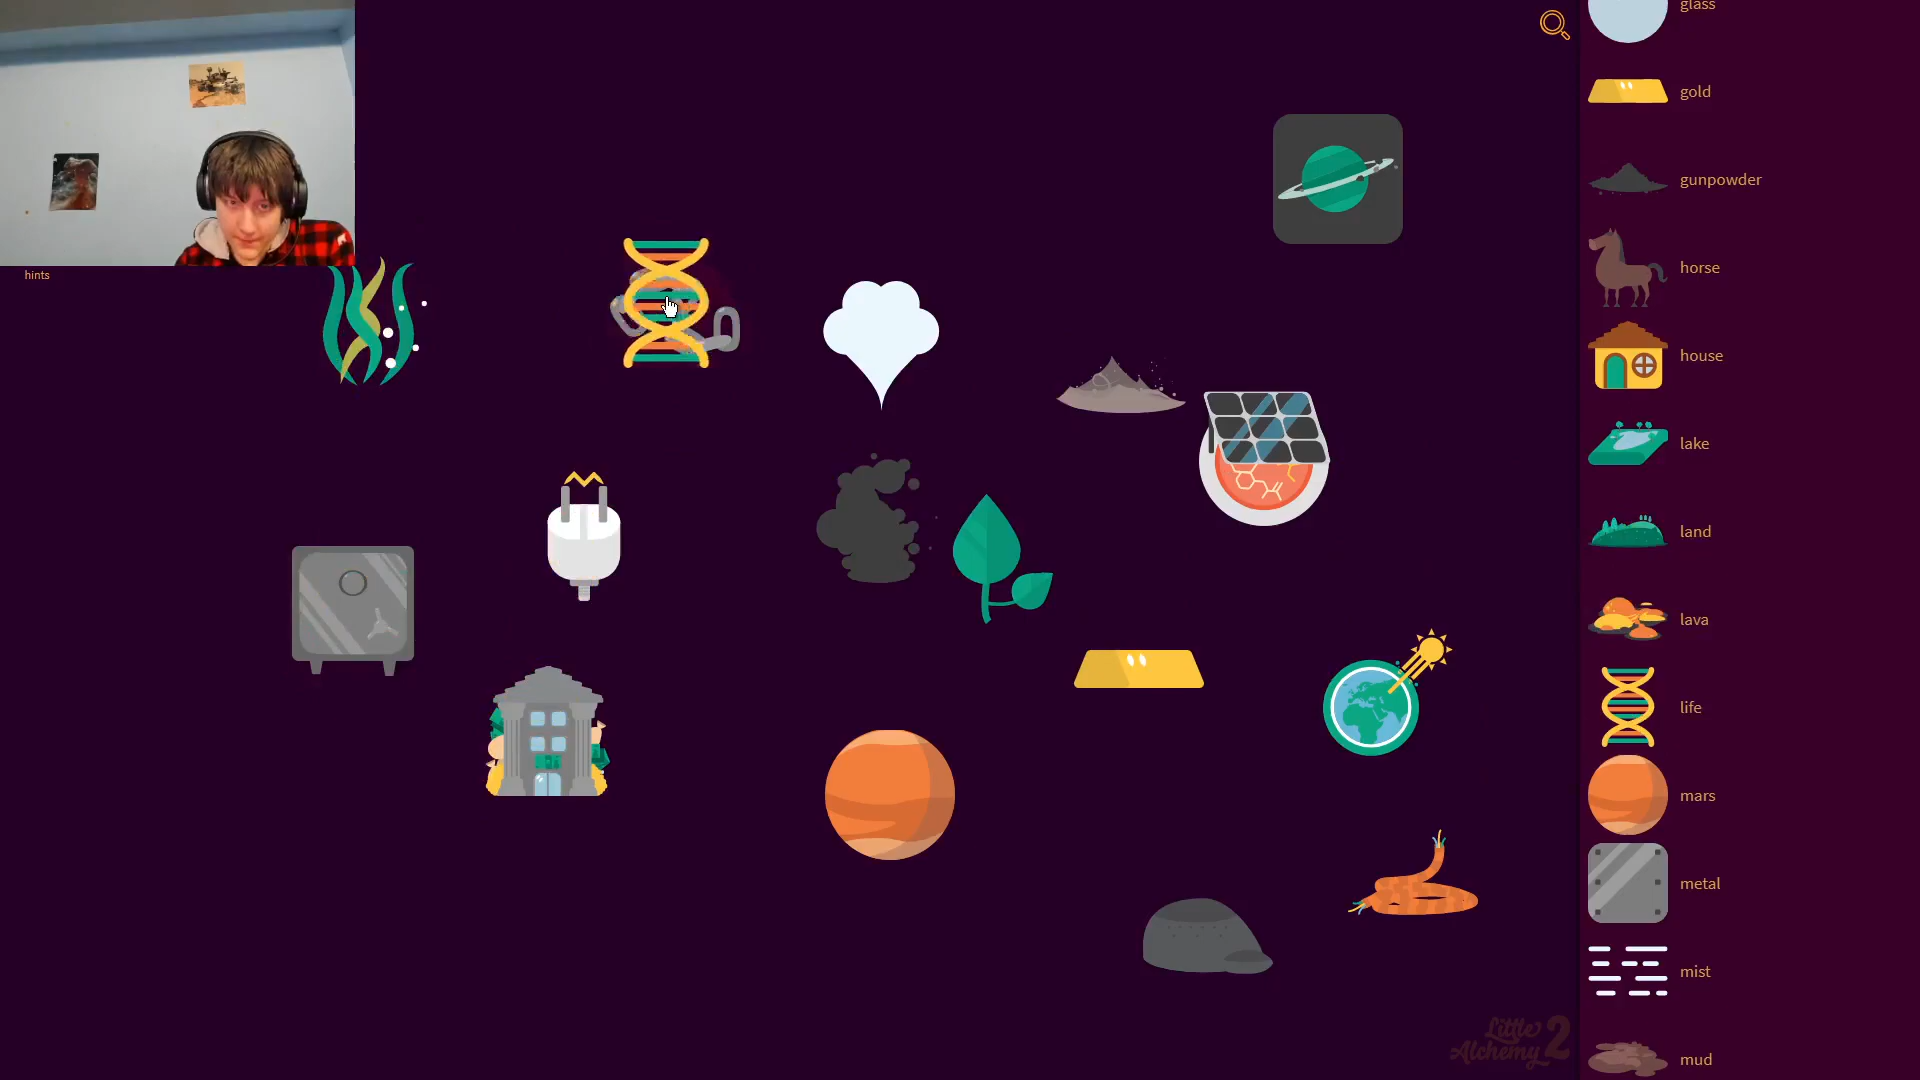 glass
gold
gunpowder
horse
hints
house
lake
land
lava
life
mars
metal
mist
Little
Alchemy 2
mud